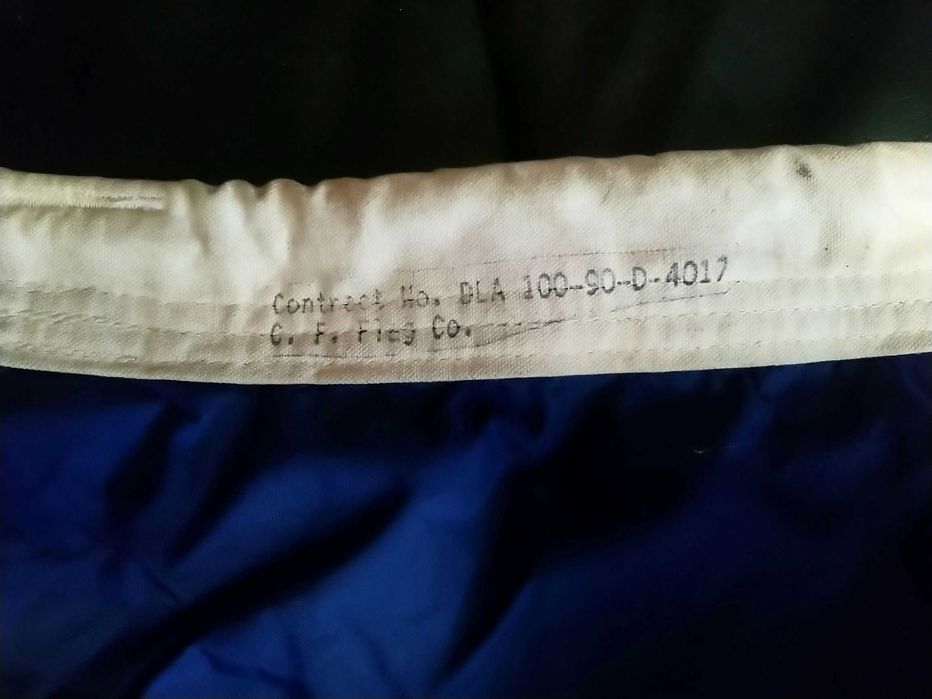 Contract No. DLA 100-90-D-4017
C. F. Flag Co.